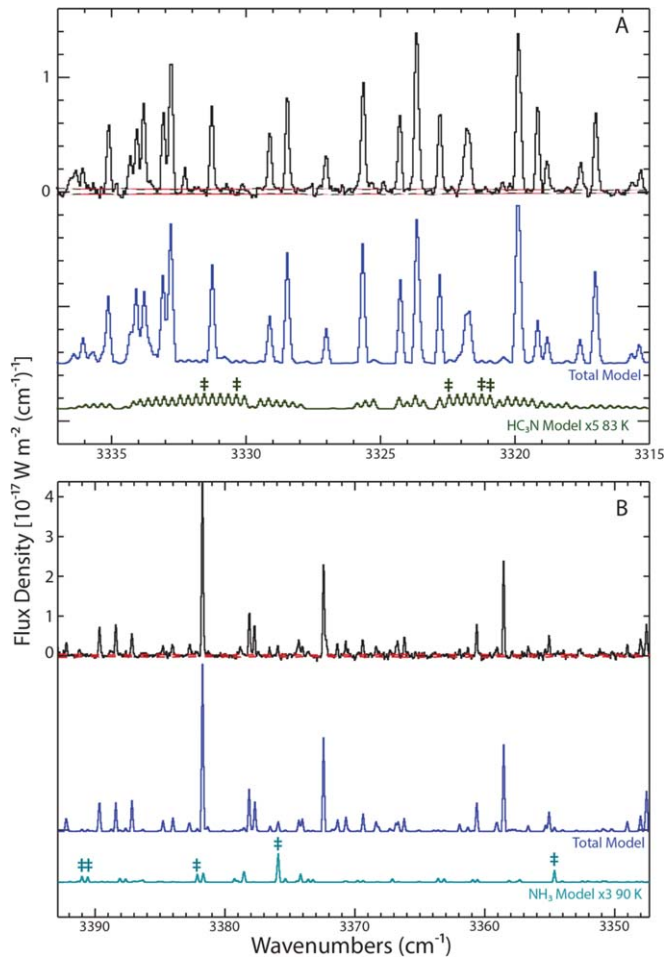 A
1
0
Total Model
‡ ‡ ‡ ‡‡
HC₃N Model x5 83 K
3335 3330 3325 3320 3315
Flux Density [10⁻¹⁷ W m⁻² (cm⁻¹)⁻¹]
B
4
3
2
1
0
Total Model
‡
‡‡ ‡ ‡
NH₃ Model x3 90 K
3390 3380 3370 3360 3350
Wavenumbers (cm⁻¹)